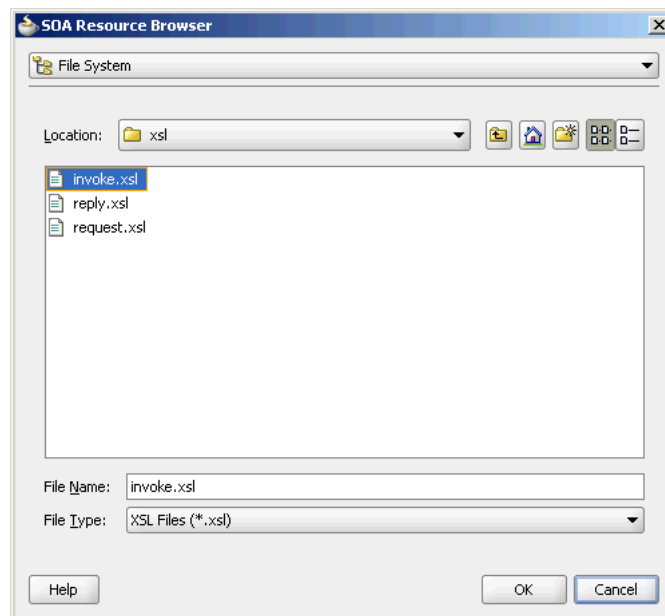 SOA Resource Browser
File System
Location: xsl
invoke.xsl
reply.xsl
request.xsl
File Name: invoke.xsl
File Type: XSL Files (*.xsl)
Help OK Cancel